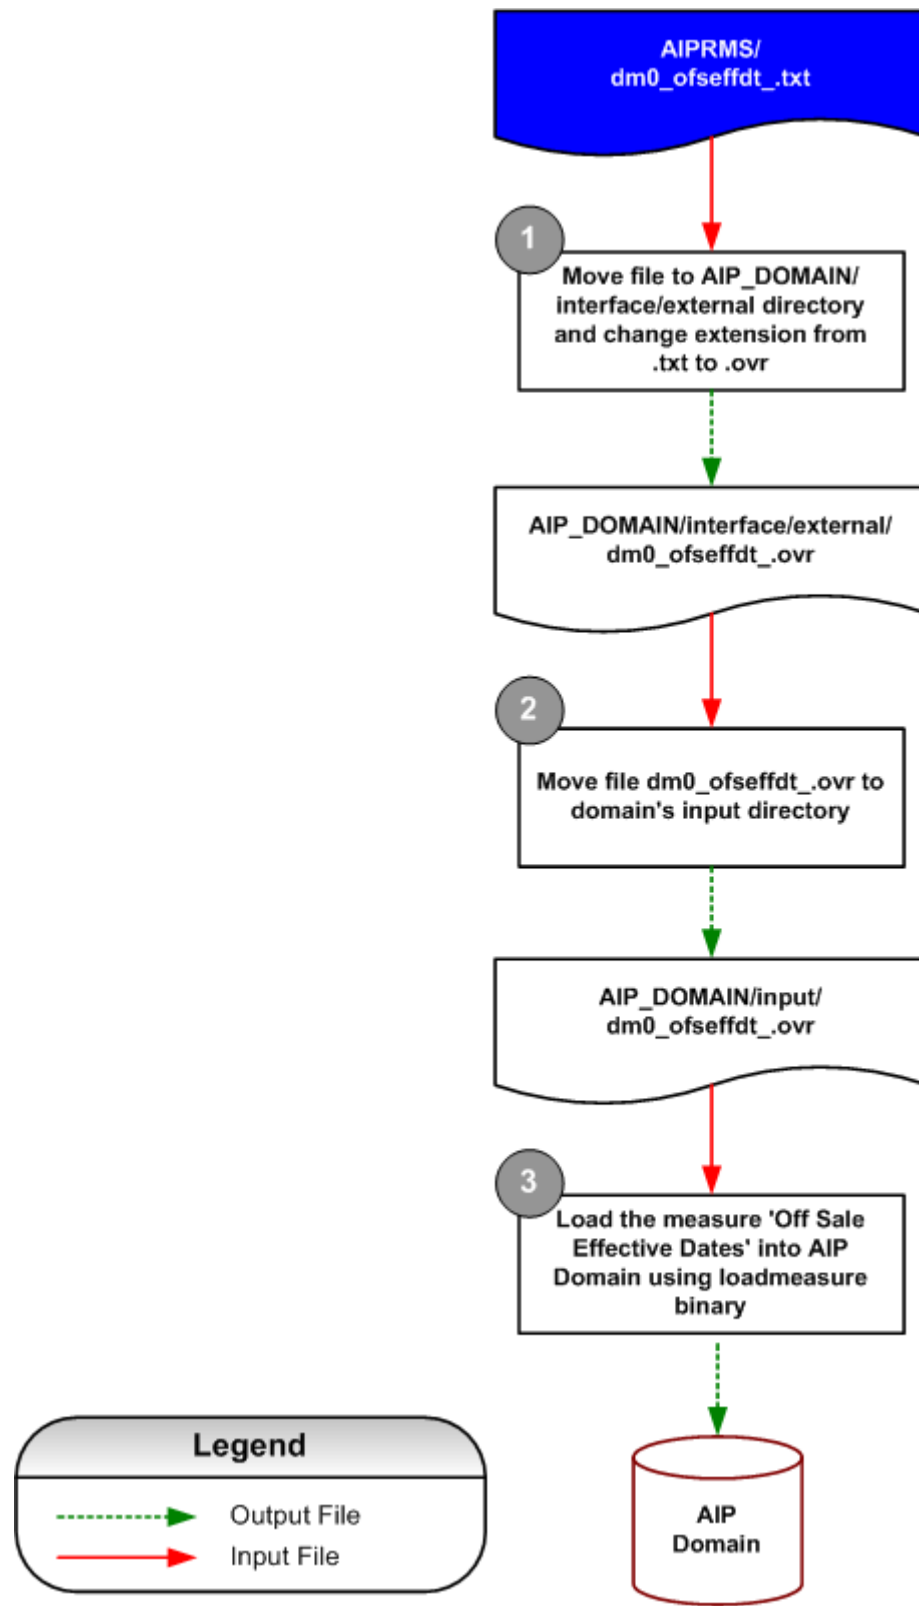 AIPRMS/
dm0_ofseffdt_.txt
1
Move file to AIP_DOMAIN/
interface/external directory
and change extension from
.txt to .ovr
AIP_DOMAIN/interface/external/
dm0_ofseffdt_.ovr
2
Move file dm0_ofseffdt_.ovr to
domain's input directory
AIP_DOMAIN/input/
dm0_ofseffdt_.ovr
3
Load the measure 'Off Sale
Effective Dates' into AIP
Domain using loadmeasure
binary
AIP
Domain
Legend
Output File
Input File